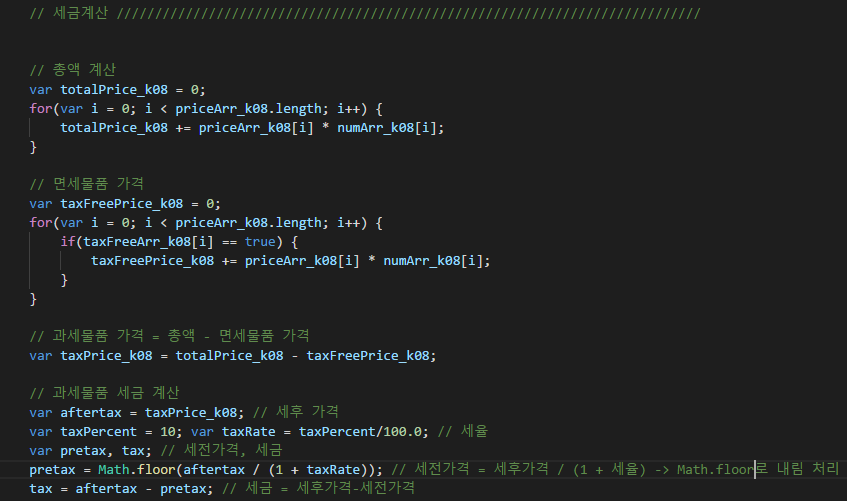 // 세금계산 ////////////////////////////////////////////////////////////////////////////
// 총액 계산
var totalPrice_k08 = 0;
for(var i = 0; i < priceArr_k08.length; i++) {
totalPrice_k08 += priceArr_k08[i] * numArr_k08[i];
}
// 면세물품 가격
var taxFreePrice_k08 = 0;
for(var i = 0; i < priceArr_k08.length; i++) {
if(taxFreeArr_k08[i] == true) {
taxFreePrice_k08 += priceArr_k08[i] * numArr_k08[i];
}
}
// 과세물품 가격 = 총액 - 면세물품 가격
var taxPrice_k08 = totalPrice_k08 - taxFreePrice_k08;
// 과세물품 세금 계산
var aftertax = taxPrice_k08; // 세후 가격
var taxPercent = 10; var taxRate = taxPercent/100.0; // 세율
var pretax, tax; // 세전가격, 세금
pretax = Math.floor(aftertax / (1 + taxRate)); // 세전가격 = 세후가격 / (1 + 세율) -> Math.floor로 내림 처리
tax = aftertax - pretax; // 세금 = 세후가격-세전가격